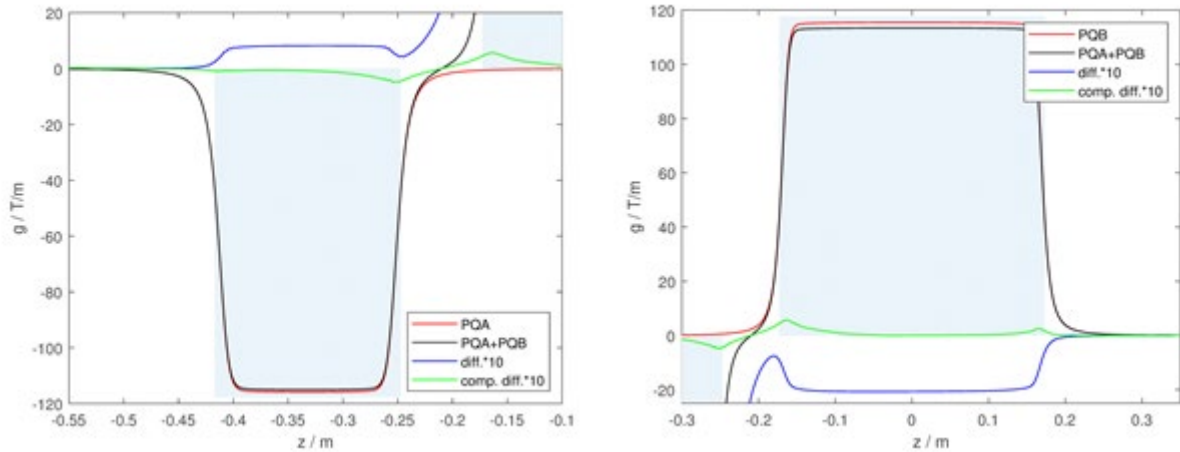 20
0
-20
-40
-60
-80
-100
-120
g / T/m
-0.55
-0.5
-0.45
-0.4
-0.35
-0.3
-0.25
-0.2
-0.15
-0.1
z / m
PQA
PQA+PQB
diff.*10
comp. diff.*10
120
100
80
60
40
20
0
-20
g / T/m
-0.3
-0.2
-0.1
0
0.1
0.2
0.3
z / m
PQB
PQA+PQB
diff.*10
comp. diff.*10